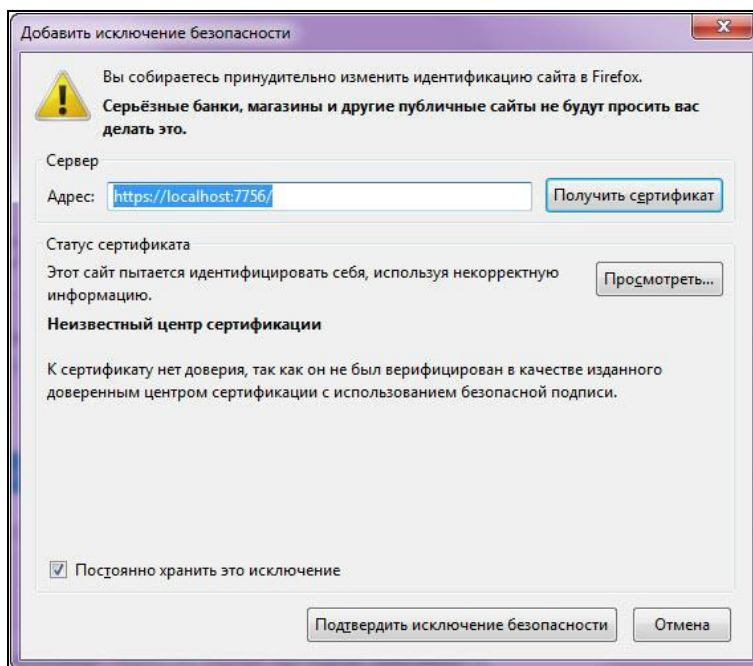 Добавить исключение безопасности
Вы собираетесь принудительно изменить идентификацию сайта в Firefox.
Серьёзные банки, магазины и другие публичные сайты не будут просить вас
делать это.
Сервер
Адрес: https://localhost:7756/ Получить сертификат
Статус сертификата
Этот сайт пытается идентифицировать себя, используя некорректную
информацию.
Просмотреть...
Неизвестный центр сертификации
К сертификату нет доверия, так как он не был верифицирован в качестве изданного
доверенным центром сертификации с использованием безопасной подписи.
Постоянно хранить это исключение
Подтвердить исключение безопасности Отмена